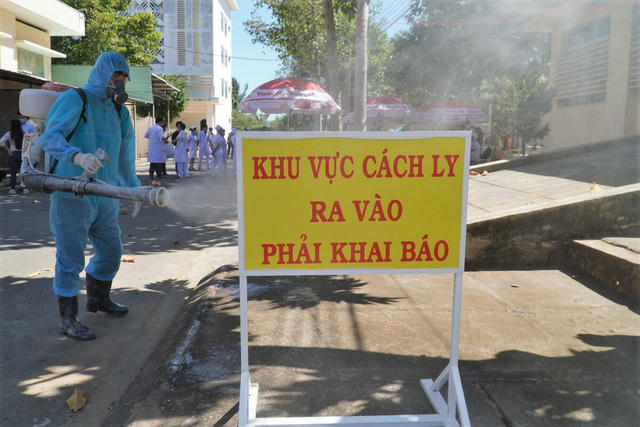 KHU VỰC CÁCH LY
RA VÀO
PHẢI KHAI BÁO